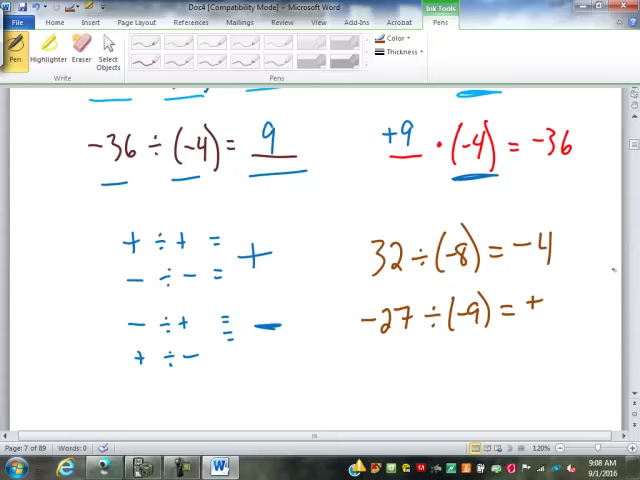 Doc4 [Compatibility Mode] - Microsoft Word
Ink Tools
File Home Insert Page Layout References Mailings Review View Add-Ins Acrobat Pens
Pen Highlighter Eraser Select Objects
Color
Thickness
Write Pens
-36 ÷ (-4) = 9
+9 · (-4) = -36
+ ÷ + =
- ÷ - =
+
- ÷ + =
+ ÷ - =
-
32 ÷ (-8) = -4
-27 ÷ (-9) = +
Page: 7 of 89 Words: 0 120%
9:08 AM
9/1/2016